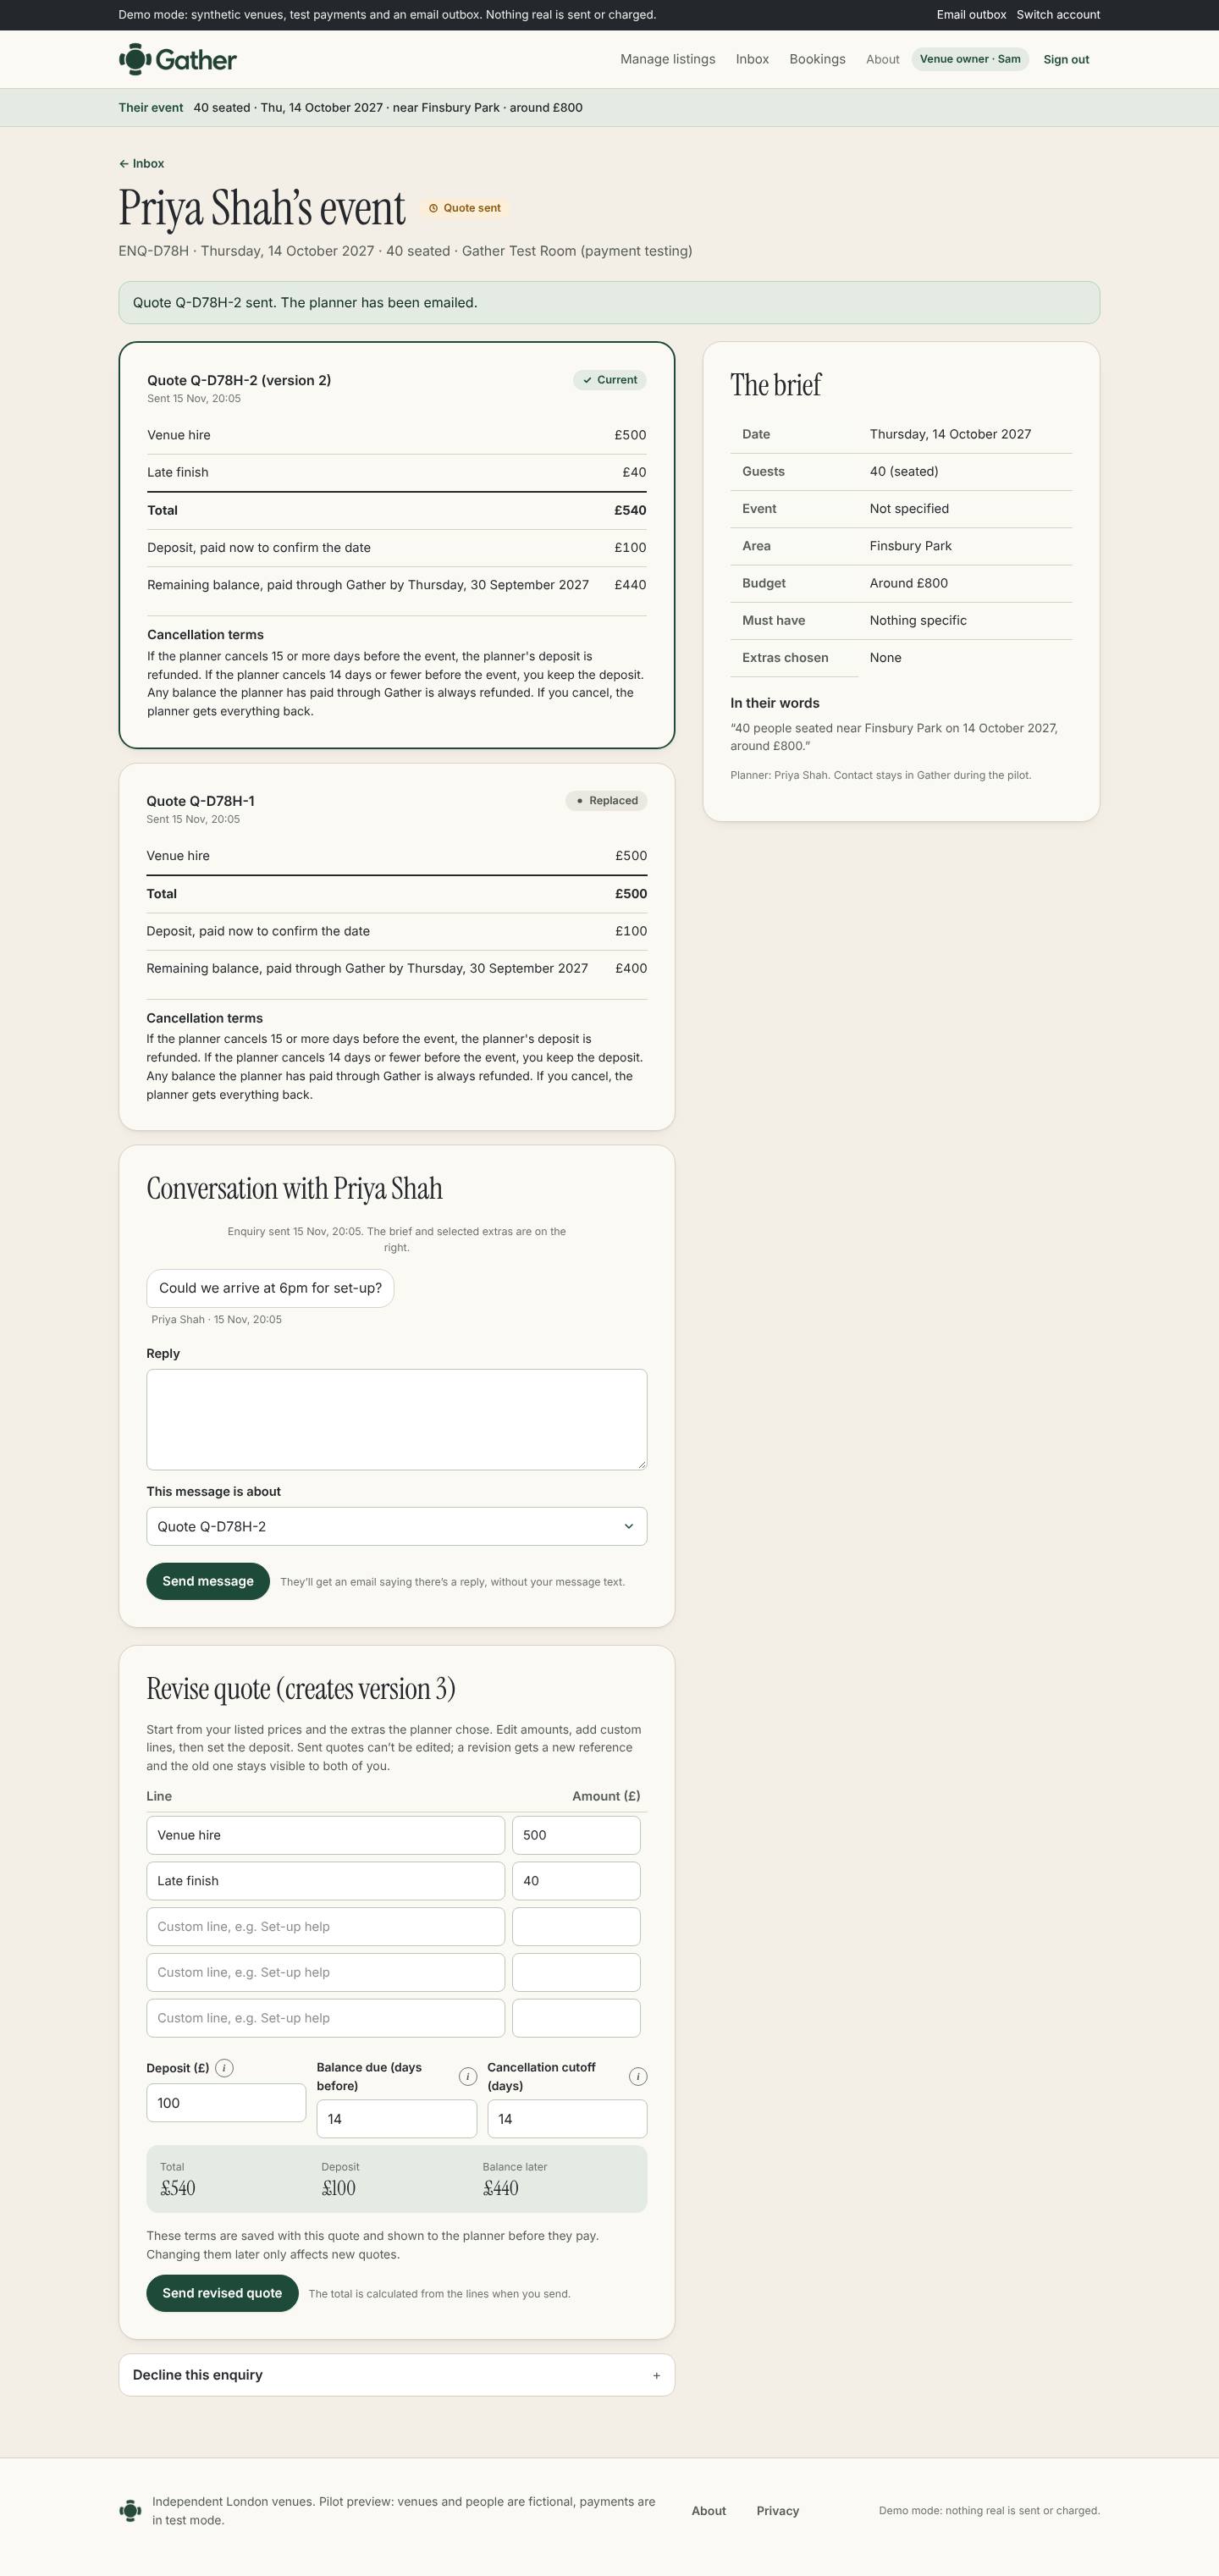 Demo mode: synthetic venues, test payments and an email outbox. Nothing real is sent or charged.
Email outbox Switch account
Gather
Manage listings Inbox Bookings About Venue owner · Sam Sign out
Their event 40 seated · Thu, 14 October 2027 · near Finsbury Park · around £800
← Inbox
Priya Shah’s event Quote sent
ENQ-D78H · Thursday, 14 October 2027 · 40 seated · Gather Test Room (payment testing)
Quote Q-D78H-2 sent. The planner has been emailed.
Quote Q-D78H-2 (version 2) ✓ Current
Sent 15 Nov, 20:05
Venue hire £500
Late finish £40
Total £540
Deposit, paid now to confirm the date £100
Remaining balance, paid through Gather by Thursday, 30 September 2027 £440
Cancellation terms
If the planner cancels 15 or more days before the event, the planner's deposit is
refunded. If the planner cancels 14 days or fewer before the event, you keep the deposit.
Any balance the planner has paid through Gather is always refunded. If you cancel, the
planner gets everything back.
Quote Q-D78H-1 Replaced
Sent 15 Nov, 20:05
Venue hire £500
Total £500
Deposit, paid now to confirm the date £100
Remaining balance, paid through Gather by Thursday, 30 September 2027 £400
Cancellation terms
If the planner cancels 15 or more days before the event, the planner's deposit is
refunded. If the planner cancels 14 days or fewer before the event, you keep the deposit.
Any balance the planner has paid through Gather is always refunded. If you cancel, the
planner gets everything back.
Conversation with Priya Shah
Enquiry sent 15 Nov, 20:05. The brief and selected extras are on the
right.
Could we arrive at 6pm for set-up?
Priya Shah · 15 Nov, 20:05
Reply
This message is about
Quote Q-D78H-2
Send message They’ll get an email saying there’s a reply, without your message text.
Revise quote (creates version 3)
Start from your listed prices and the extras the planner chose. Edit amounts, add custom
lines, then set the deposit. Sent quotes can’t be edited; a revision gets a new reference
and the old one stays visible to both of you.
Line Amount (£)
Venue hire 500
Late finish 40
Custom line, e.g. Set-up help
Custom line, e.g. Set-up help
Custom line, e.g. Set-up help
Deposit (£) i
100
Balance due (days
before) i
14
Cancellation cutoff
(days) i
14
Total Deposit Balance later
£540 £100 £440
These terms are saved with this quote and shown to the planner before they pay.
Changing them later only affects new quotes.
Send revised quote The total is calculated from the lines when you send.
Decline this enquiry +
The brief
Date Thursday, 14 October 2027
Guests 40 (seated)
Event Not specified
Area Finsbury Park
Budget Around £800
Must have Nothing specific
Extras chosen None
In their words
“40 people seated near Finsbury Park on 14 October 2027,
around £800.”
Planner: Priya Shah. Contact stays in Gather during the pilot.
Independent London venues. Pilot preview: venues and people are fictional, payments are
in test mode.
About Privacy
Demo mode: nothing real is sent or charged.